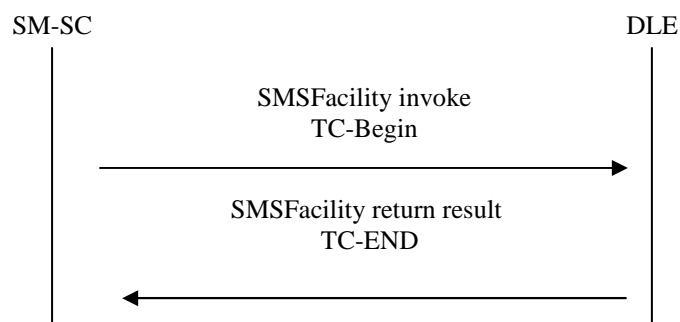 SM-SC
DLE
SMSFacility invoke
TC-Begin
SMSFacility return result
TC-END